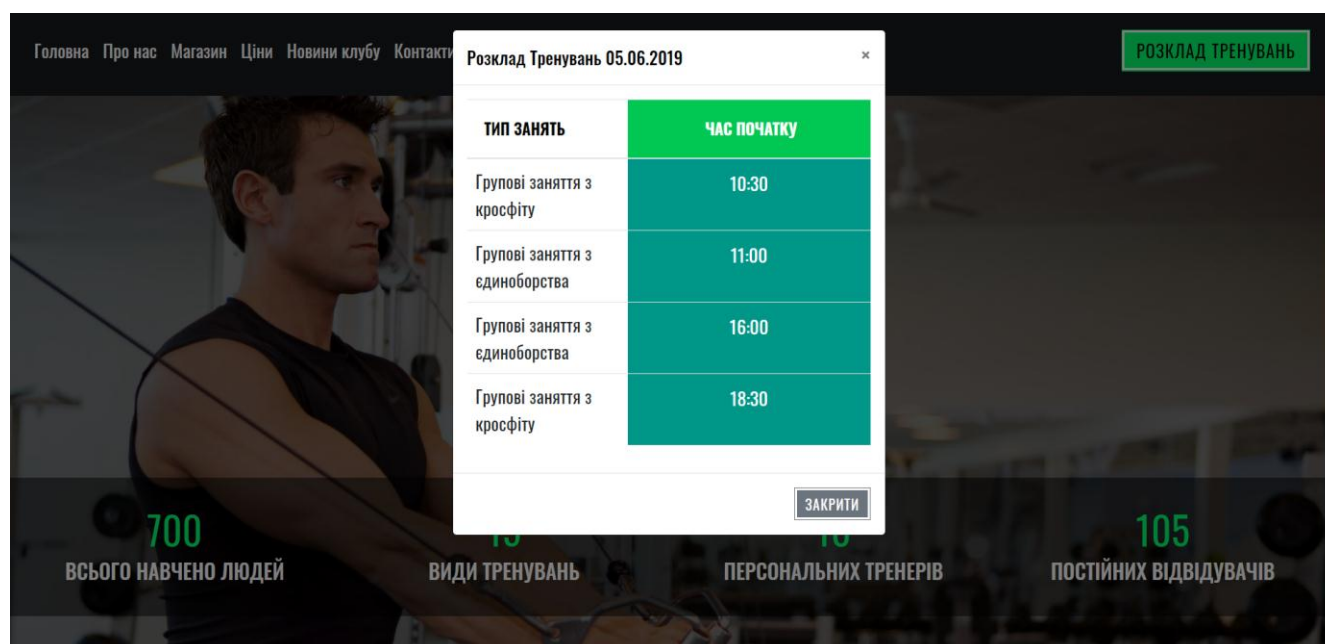 Головна Про нас Магазин Ціни Новини клубу Контакти
Розклад Тренувань 05.06.2019 ×
РОЗКЛАД ТРЕНУВАНЬ
ТИП ЗАНЯТЬ ЧАС ПОЧАТКУ
Групові заняття з
кросфіту
10:30
Групові заняття з
єдиноборства
11:00
Групові заняття з
єдиноборства
16:00
Групові заняття з
кросфіту
18:30
ЗАКРИТИ
700
ВСЬОГО НАВЧЕНО ЛЮДЕЙ
ВИДИ ТРЕНУВАНЬ
ПЕРСОНАЛЬНИХ ТРЕНЕРІВ
105
ПОСТІЙНИХ ВІДВІДУВАЧІВ